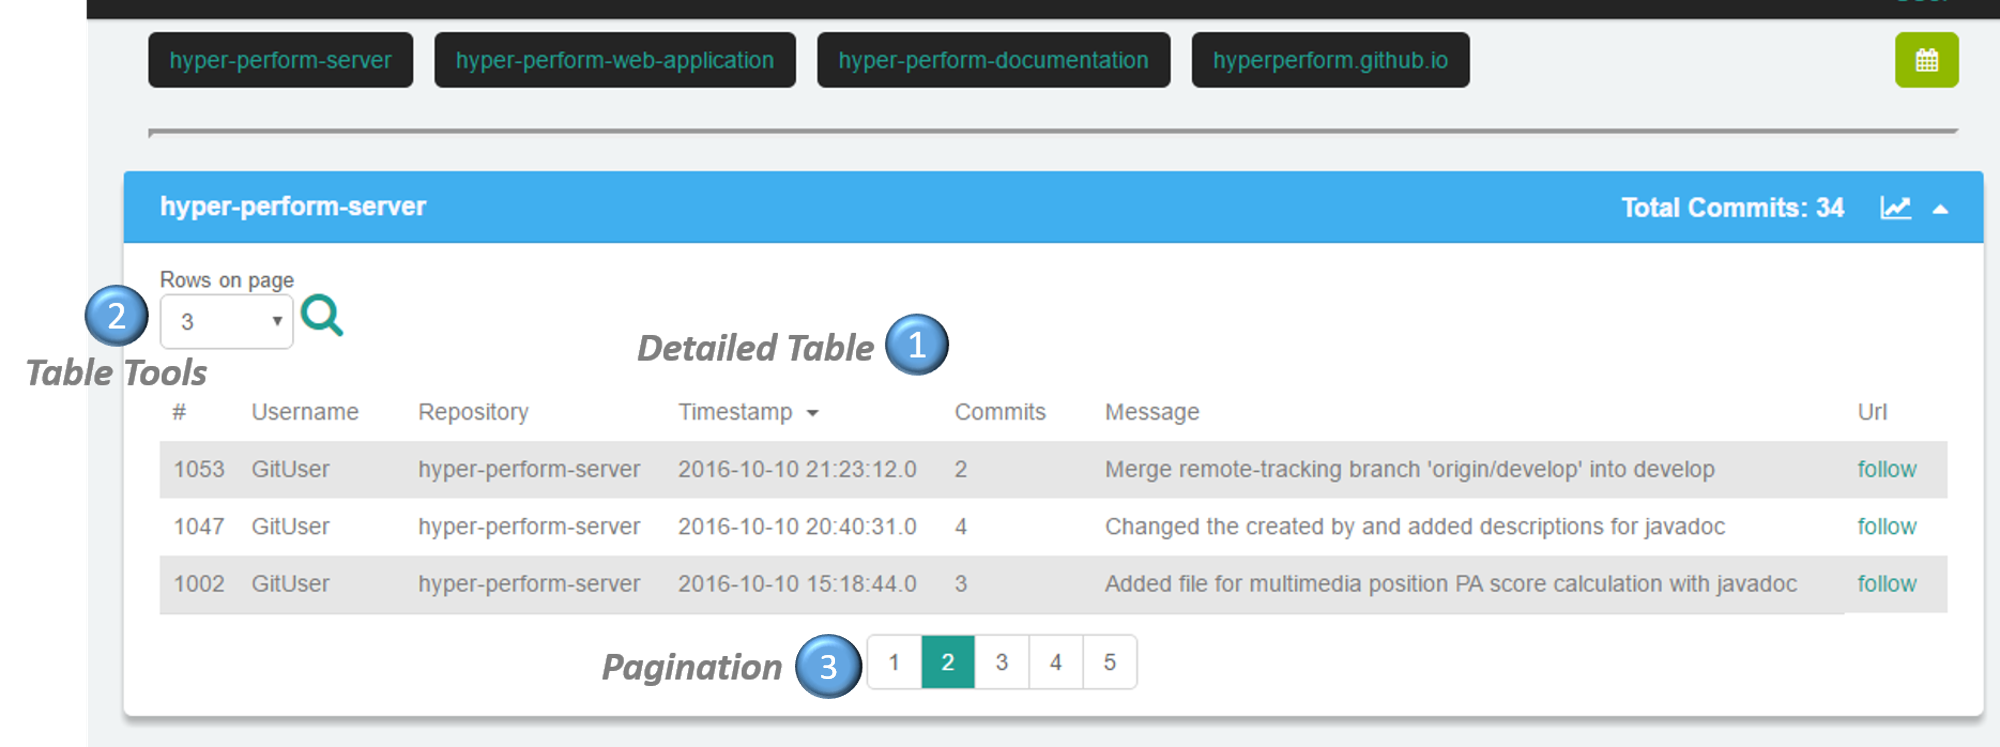 hyper-perform-server hyper-perform-web-application hyper-perform-documentation hyperperform.github.io
hyper-perform-server Total Commits: 34
Rows on page
3
2
Table Tools
Detailed Table 1
# Username Repository Timestamp Commits Message Url
1053 GitUser hyper-perform-server 2016-10-10 21:23:12.0 2 Merge remote-tracking branch 'origin/develop' into develop follow
1047 GitUser hyper-perform-server 2016-10-10 20:40:31.0 4 Changed the created by and added descriptions for javadoc follow
1002 GitUser hyper-perform-server 2016-10-10 15:18:44.0 3 Added file for multimedia position PA score calculation with javadoc follow
Pagination 3 1 2 3 4 5